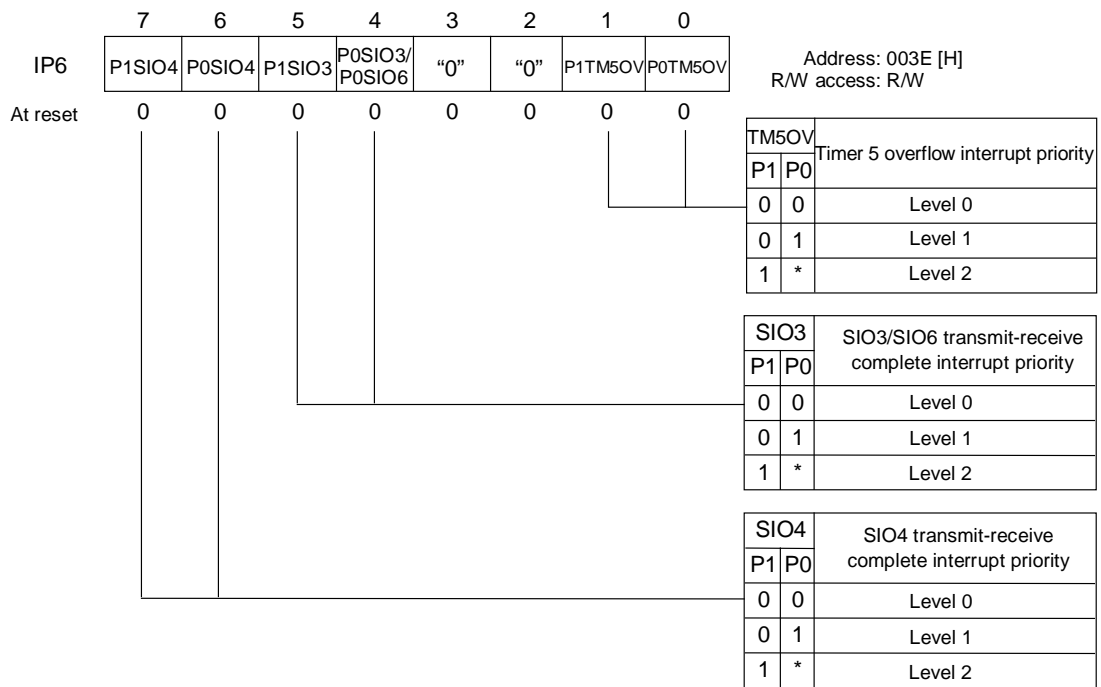 7 6 5 4 3 2 1 0
IP6 P1SIO4 P0SIO4 P1SIO3 P0SIO3/ P0SIO6 “0” “0” P1TM5OV P0TM5OV
Address: 003E [H]
R/W access: R/W
At reset 0 0 0 0 0 0 0 0
TM5OV Timer 5 overflow interrupt priority
P1 P0
0 0 Level 0
0 1 Level 1
1 * Level 2
SIO3 SIO3/SIO6 transmit-receive
P1 P0 complete interrupt priority
0 0 Level 0
0 1 Level 1
1 * Level 2
SIO4 SIO4 transmit-receive
P1 P0 complete interrupt priority
0 0 Level 0
0 1 Level 1
1 * Level 2